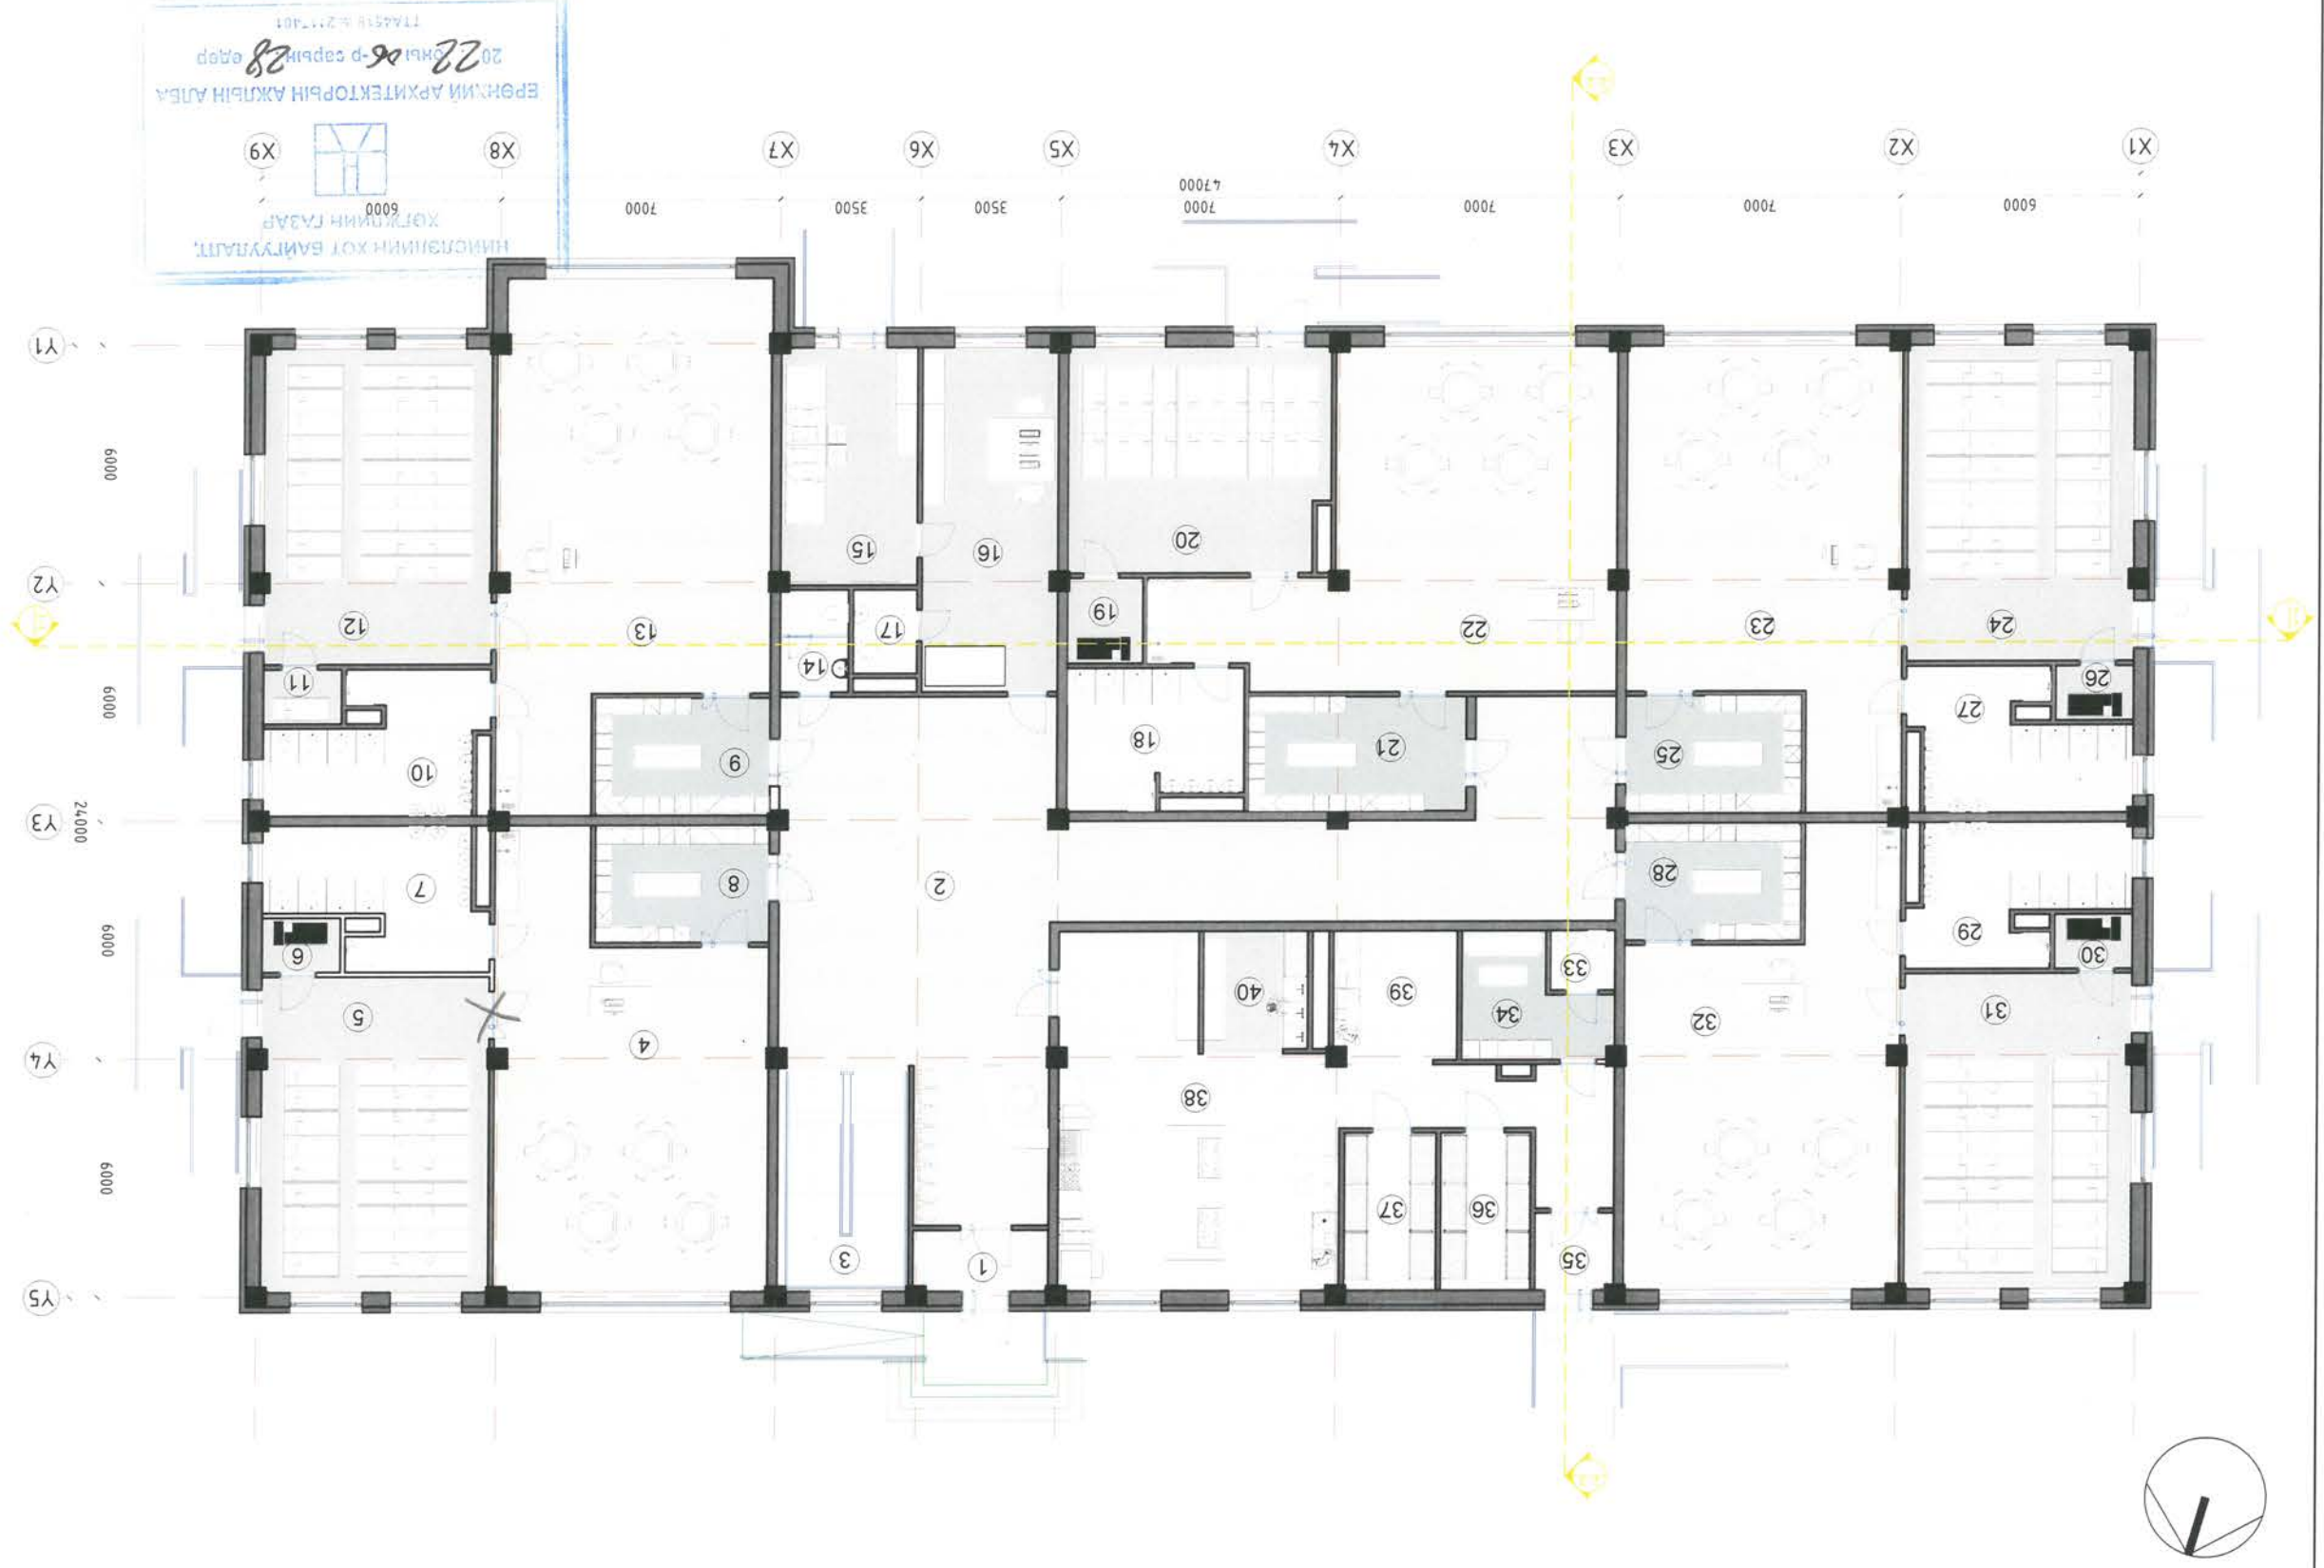 Y5
35 1 3
36 37
38
Y4
32 31 34 40 39 4 5
33
30 29 6
6000
28 2 8 7
Y3
24000
25 21 18 9 10
27 26 11
6000
14
24 23 22 19 17 13 12
Y2
20 16 15
6000
Y1
6000 7000 7000 7000 3500 3500 7000 6000
47000
X1 X2 X3 X4 X5 X6 X7 X8 X9
НИЙСЛЭЛИЙН ХОТ БАЙГУУЛАЛТ,
ХӨГЖЛИЙН ГАЗАР
ЕРӨНХИЙ АРХИТЕКТОРЫН АЖЛЫН АЛБА
2022 оны 06-р сарын 28 өдөр